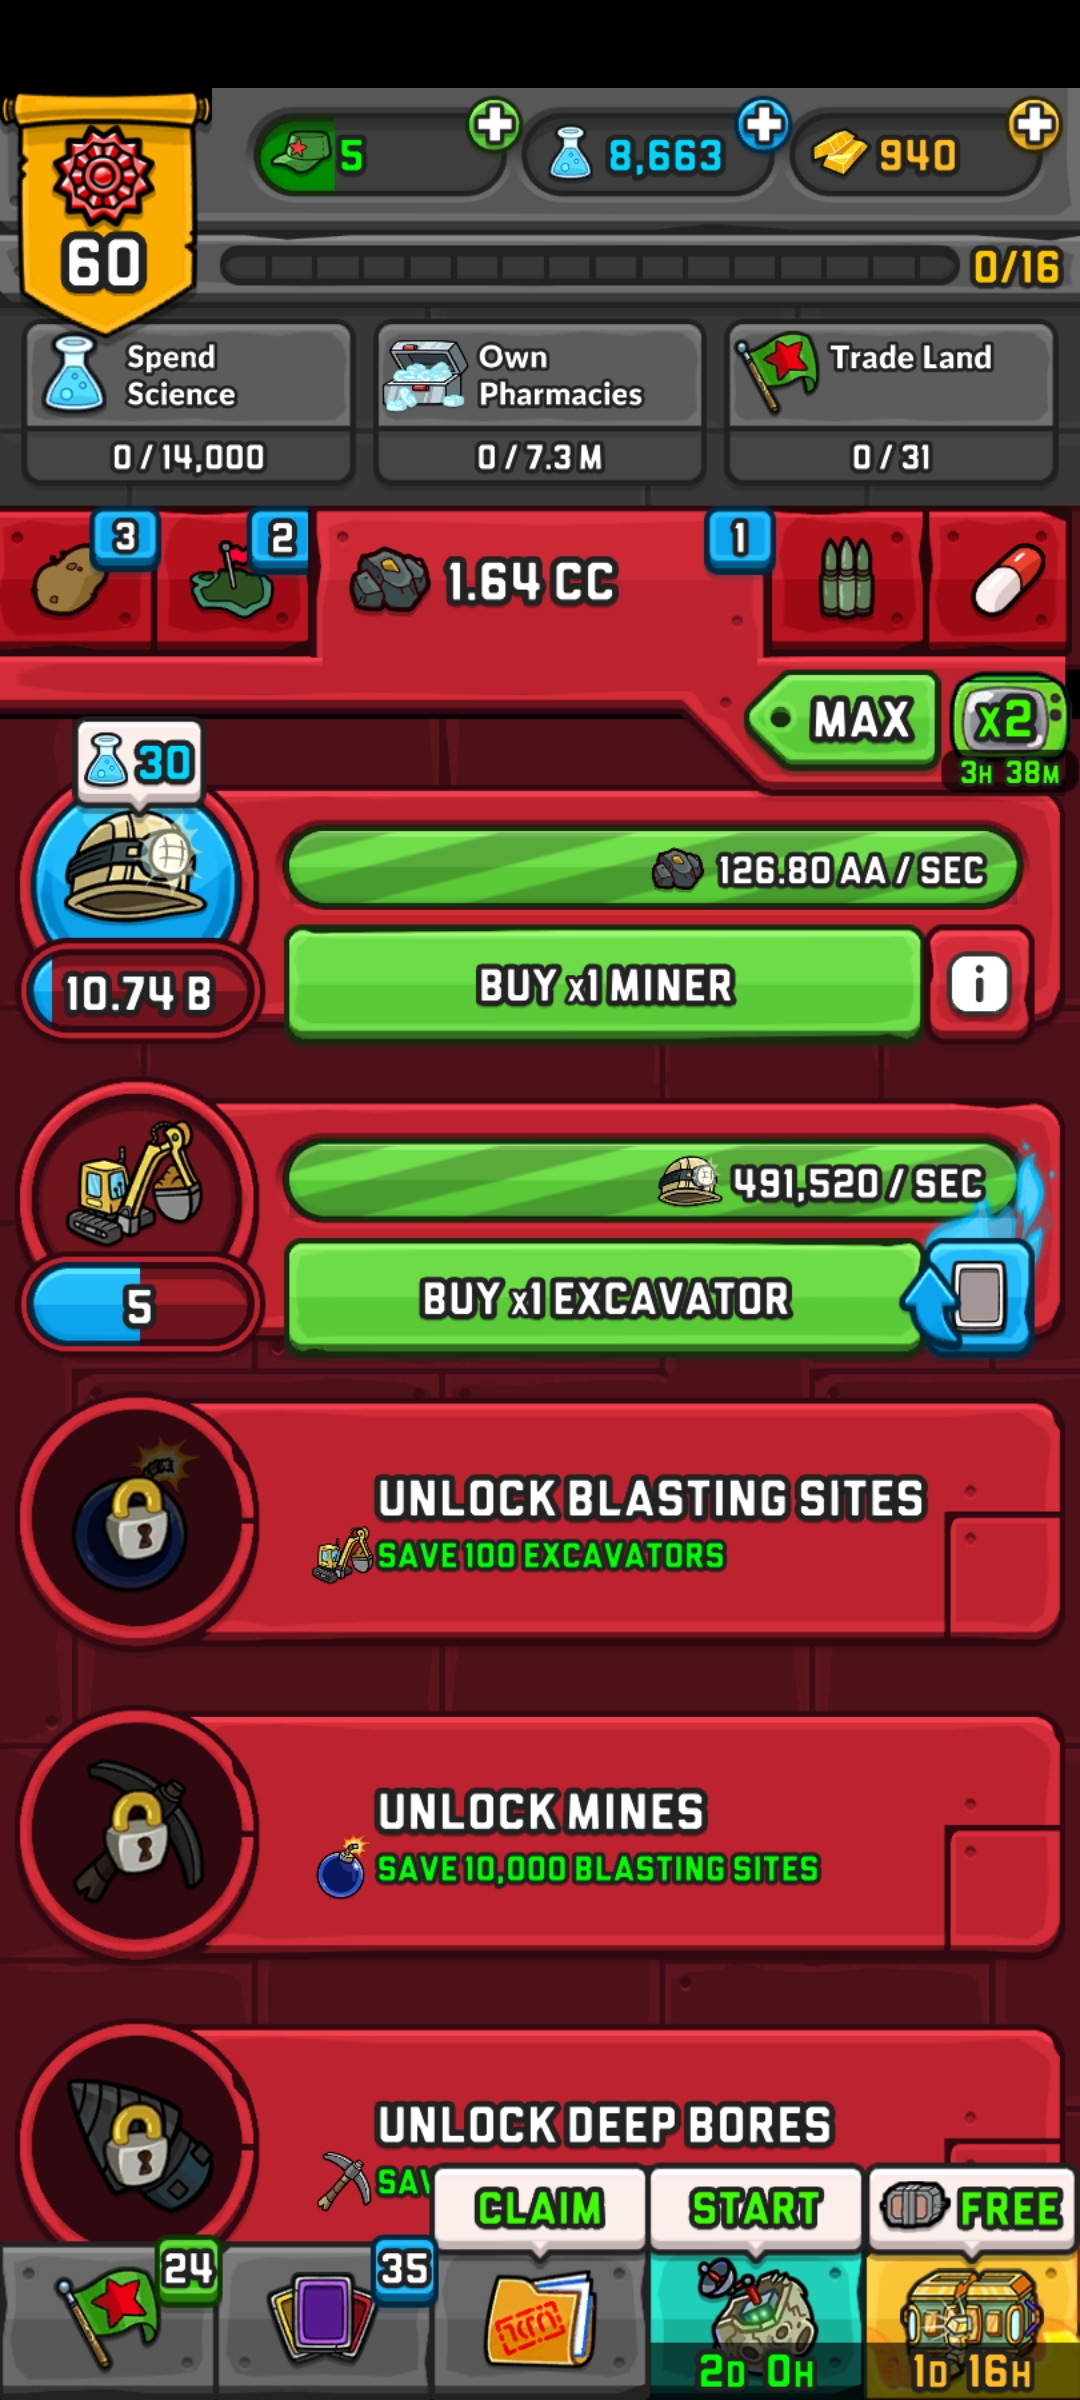 5
8,663
940
60
0/16
Spend
Science
0 / 14,000
Own
Pharmacies
0 / 7.3 M
Trade Land
0 / 31
3
2
1.64 CC
1
MAX
x2
3H 38M
30
126.80 AA / SEC
10.74 B
BUY x1 MINER
i
491,520 / SEC
5
BUY x1 EXCAVATOR
UNLOCK BLASTING SITES
SAVE 100 EXCAVATORS
UNLOCK MINES
SAVE 10,000 BLASTING SITES
UNLOCK DEEP BORES
CLAIM
START
FREE
24
35
2D 0H
1D 16H